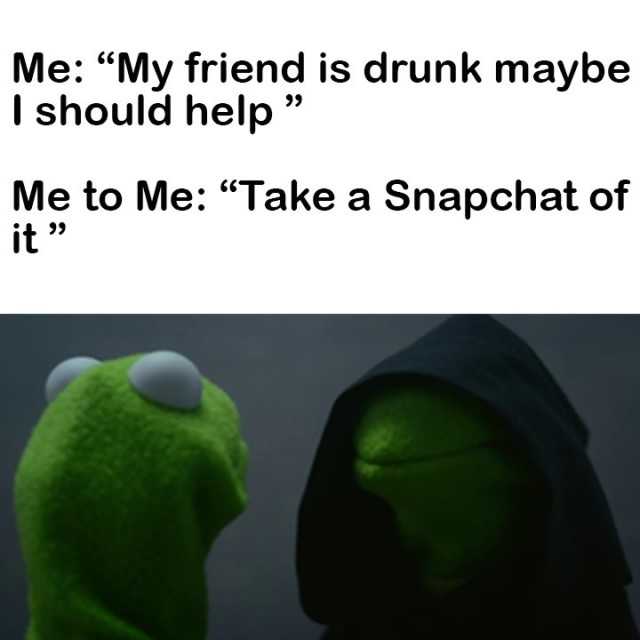 Me: “My friend is drunk maybe
I should help ”
Me to Me: “Take a Snapchat of
it ”